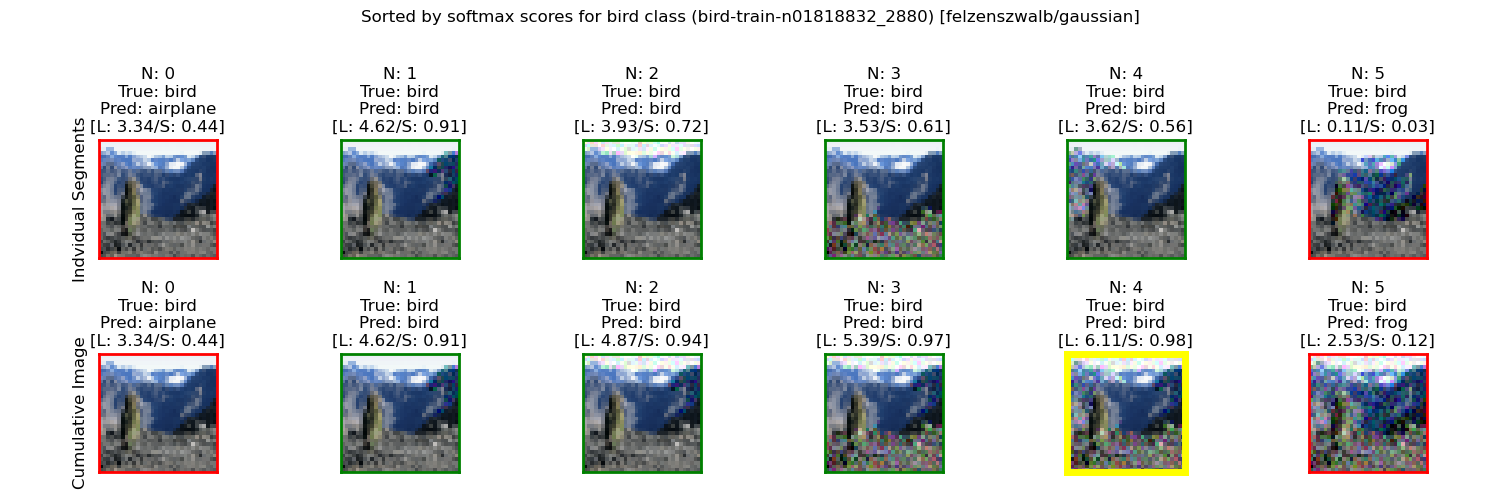 Sorted by softmax scores for bird class (bird-train-n01818832_2880) [felzenszwalb/gaussian]
Indvidual Segments
N: 0
True: bird
Pred: airplane
[L: 3.34/S: 0.44]
N: 1
True: bird
Pred: bird
[L: 4.62/S: 0.91]
N: 2
True: bird
Pred: bird
[L: 3.93/S: 0.72]
N: 3
True: bird
Pred: bird
[L: 3.53/S: 0.61]
N: 4
True: bird
Pred: bird
[L: 3.62/S: 0.56]
N: 5
True: bird
Pred: frog
[L: 0.11/S: 0.03]
Cumulative Image
N: 0
True: bird
Pred: airplane
[L: 3.34/S: 0.44]
N: 1
True: bird
Pred: bird
[L: 4.62/S: 0.91]
N: 2
True: bird
Pred: bird
[L: 4.87/S: 0.94]
N: 3
True: bird
Pred: bird
[L: 5.39/S: 0.97]
N: 4
True: bird
Pred: bird
[L: 6.11/S: 0.98]
N: 5
True: bird
Pred: frog
[L: 2.53/S: 0.12]